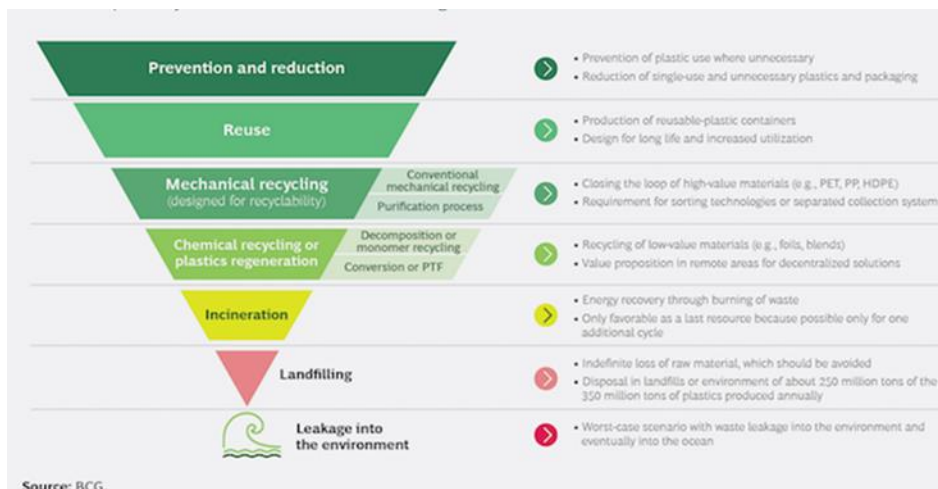 Prevention and reduction
• Prevention of plastic use where unnecessary
• Reduction of single-use and unnecessary plastics and packaging
Reuse
• Production of reusable-plastic containers
• Design for long life and increased utilization
Mechanical recycling
(designed for recyclability)
Conventional
mechanical recycling
Purification process
• Closing the loop of high-value materials (e.g., PET, PP, HDPE)
• Requirement for sorting technologies or separated collection system
Chemical recycling or
plastics regeneration
Decomposition or
monomer recycling
Conversion or PTF
• Recycling of low-value materials (e.g., foils, blends)
• Value proposition in remote areas for decentralized solutions
Incineration
• Energy recovery through burning of waste
• Only favorable as a last resource because possible only for one
additional cycle
Landfilling
• Indefinite loss of raw material, which should be avoided
• Disposal in landfills or environment of about 250 million tons of the
350 million tons of plastics produced annually
Leakage into
the environment
• Worst-case scenario with waste leakage into the environment and
eventually into the ocean
Source: BCG.